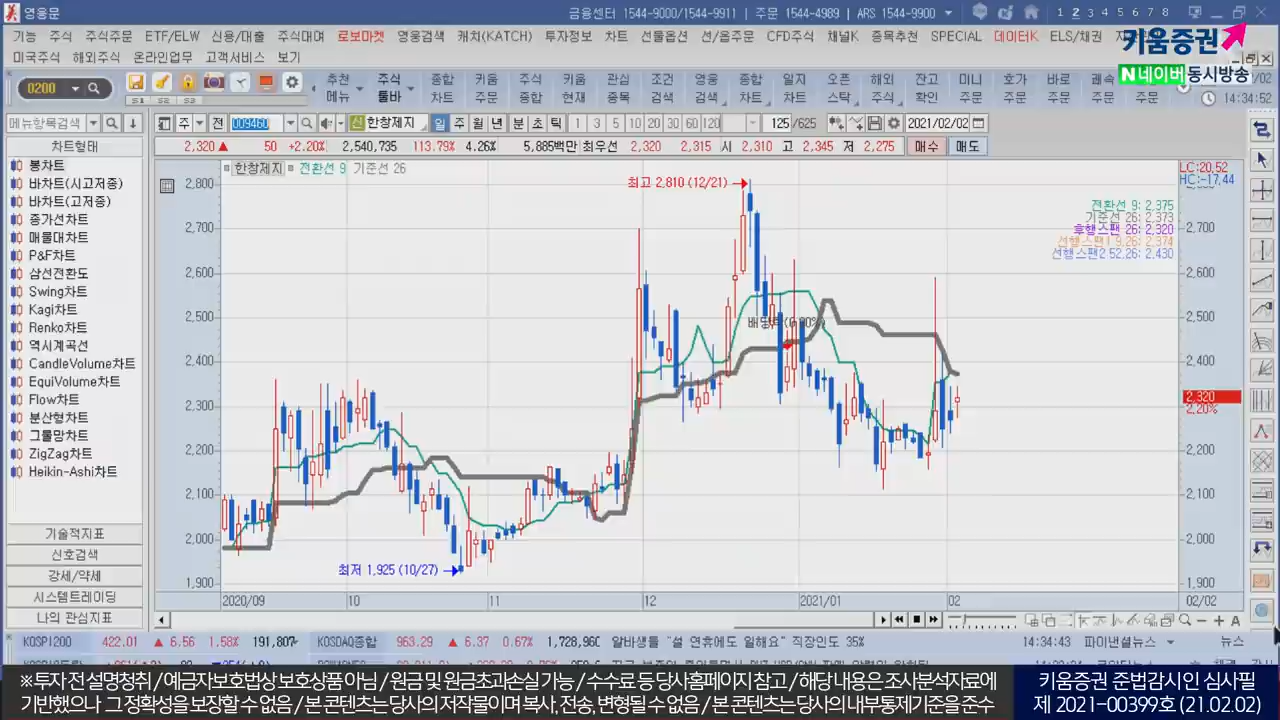 영웅문
금융센터 1544-9000/1544-9911 | 주문 1544-4989 | ARS 1544-9900
1 2 3 4 5 6 7 8
기능 주식 주식주문 ETF/ELW 신용/대출 주식매매 로보마켓 영웅검색 캐치(KATCH) 투자정보 차트 선물옵션 선/옵주문 CFD주식 채널K 종목추천 SPECIAL 데이터K ELS/채권
키움증권
미국주식 해외주식 온라인업무 고객서비스 보기
N네이버동시방송
0200
추천 주식 종합 키움 주식 키움 관심 조건 영웅 종합 일지 오픈 해외 잔고 미니 호가 바로 쾌속
메뉴 툴바 차트 주문 종합 현재 종목 검색 검색 차트 차트 스탁 주식 확인 주문 주문 주문 주문 주문
14:34:52
메뉴항목검색
주 전 009460 신 한창제지 일 주 월 년 분 초 틱 1 3 5 10 20 30 60 120 125 /625 2021/02/02
차트형태
2,320 ▲ 50 +2.20% 2,540,735 113.79% 4.26% 5,885백만 최우선 2,320 2,315 시 2,310 고 2,345 저 2,275 매수 매도
봉차트
바차트(시고저종)
바차트(고저종)
종가선차트
매물대차트
P&F차트
삼선전환도
Swing차트
Kagi차트
Renko차트
역시계곡선
CandleVolume차트
EquiVolume차트
Flow차트
분산형차트
그물망차트
ZigZag차트
Heikin-Ashi차트
기술적지표
신호검색
강세/약세
시스템트레이딩
나의 관심지표
한창제지 전환선 9 기준선 26
LC:20,52
HC:-17,44
최고 2,810 (12/21)
전환선 9: 2,375
기준선 26: 2,373
후행스팬 26: 2,320
선행스팬1 9,26: 2,374
선행스팬2 52,26: 2,430
2,800
2,700
2,600
2,500
2,400
2,300
2,200
2,100
2,000
1,900
2,700
2,600
2,500
2,400
2,320
2,20%
2,200
2,100
2,000
1,900
최저 1,925 (10/27)
2020/09 10 11 12 2021/01 02 02/02
KOSPI200 422.01 ▲ 6.56 1.58% 191,807 KOSDAQ종합 963.29 ▲ 6.37 0.67% 1,728,960 알바생들 "설 연휴에도 일해요" 직장인도 35% 14:34:43 파이낸셜뉴스 뉴스
※ 투자 전 설명청취 / 예금자보호법상 보호상품 아님 / 원금 및 원금초과손실 가능 / 수수료 등 당사홈페이지 참고 / 해당 내용은 조사분석자료에
기반했으나 그 정확성을 보장할 수 없음 / 본 콘텐츠는 당사의 저작물이며 복사, 전송, 변형될 수 없음 / 본 콘텐츠는 당사의 내부통제기준을 준수
키움증권 준법감시인 심사필
제 2021-00399호 (21.02.02)